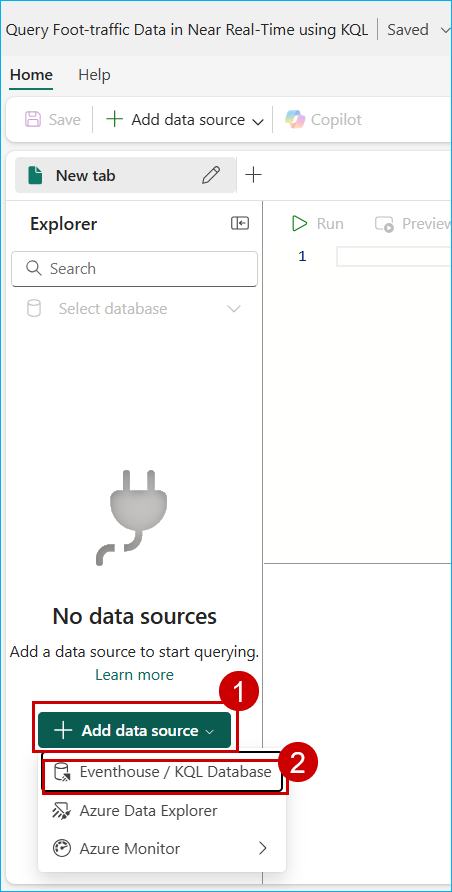 Query Foot-traffic Data in Near Real-Time using KQL Saved
Home Help
Save Add data source Copilot
New tab
Explorer Run Preview
Search 1
Select database
No data sources
Add a data source to start querying.
Learn more
1
Add data source
Eventhouse / KQL Database 2
Azure Data Explorer
Azure Monitor